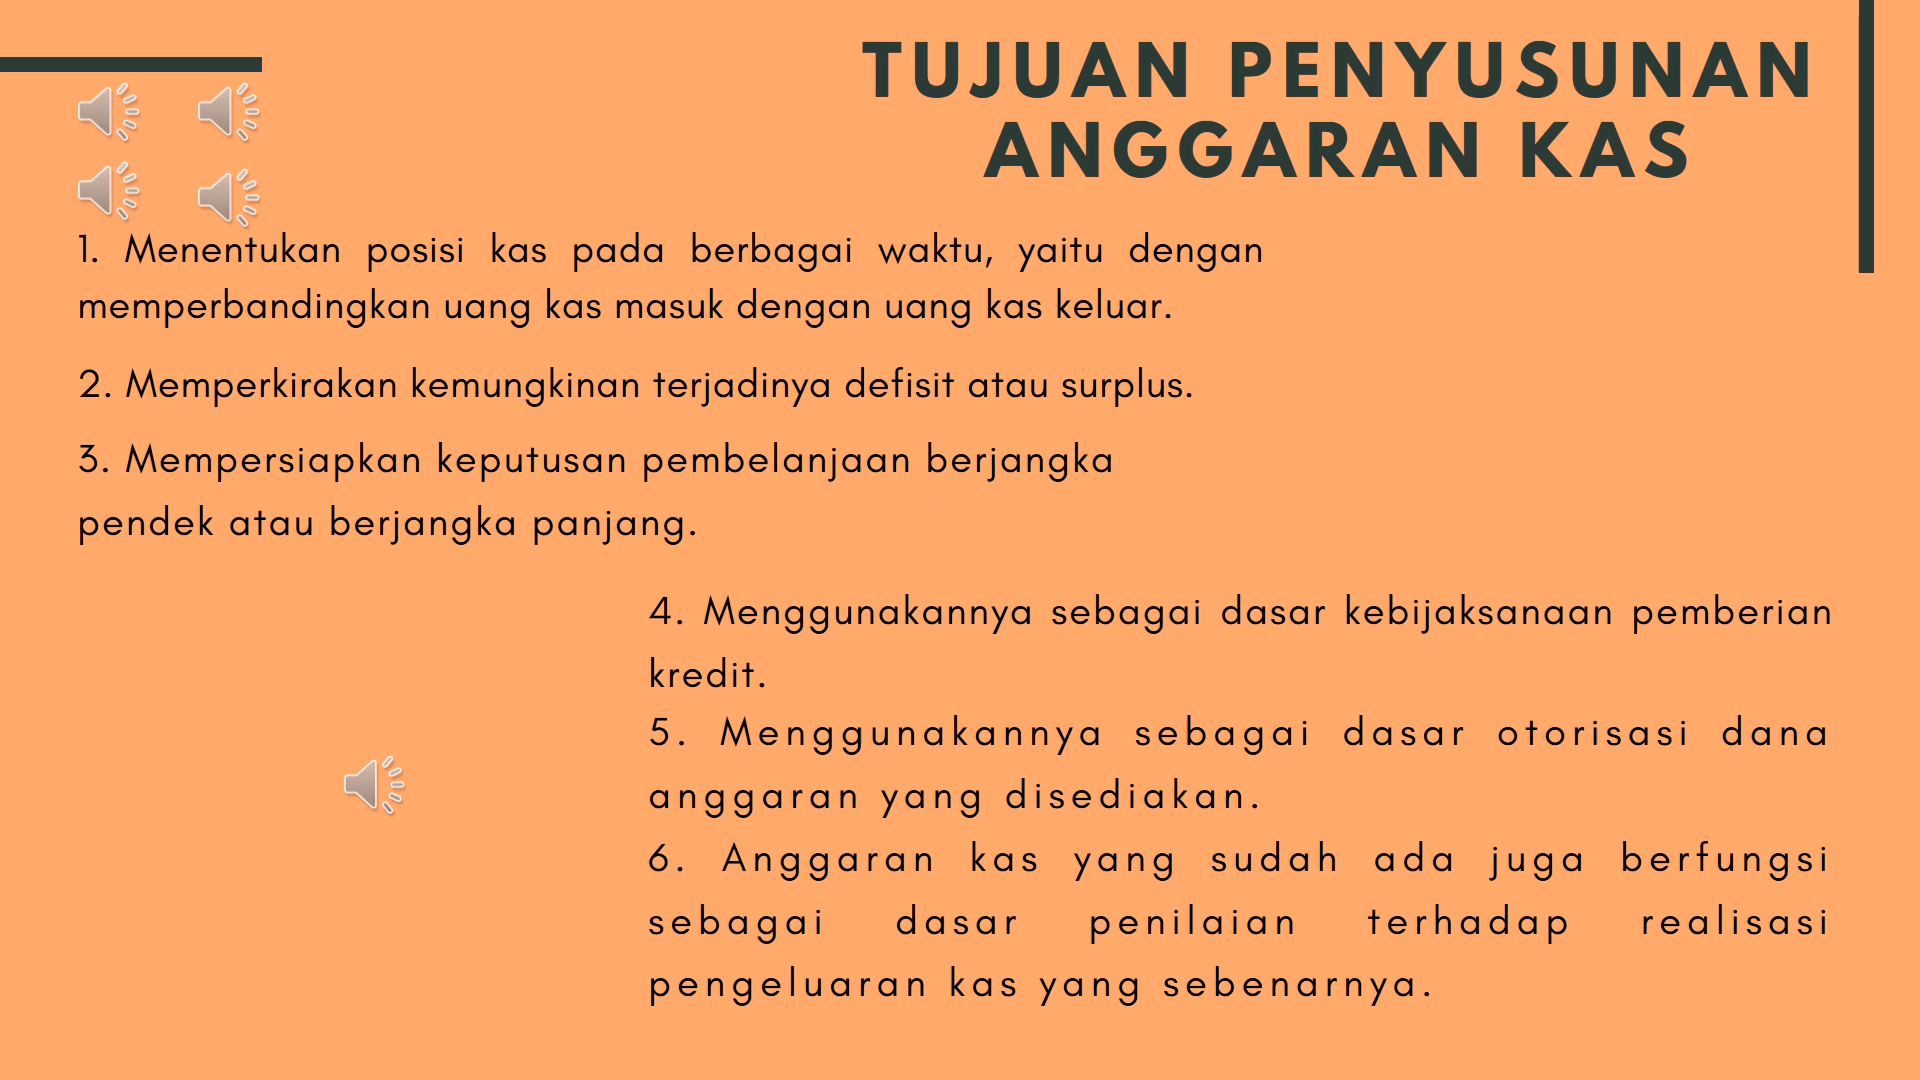 TUJUAN PENYUSUNAN
ANGGARAN KAS
1. Menentukan posisi kas pada berbagai waktu, yaitu dengan
memperbandingkan uang kas masuk dengan uang kas keluar.
2. Memperkirakan kemungkinan terjadinya defisit atau surplus.
3. Mempersiapkan keputusan pembelanjaan berjangka
pendek atau berjangka panjang.
4. Menggunakannya sebagai dasar kebijaksanaan pemberian
kredit.
5. Menggunakannya sebagai dasar otorisasi dana
anggaran yang disediakan.
6. Anggaran kas yang sudah ada juga berfungsi
sebagai dasar penilaian terhadap realisasi
pengeluaran kas yang sebenarnya.